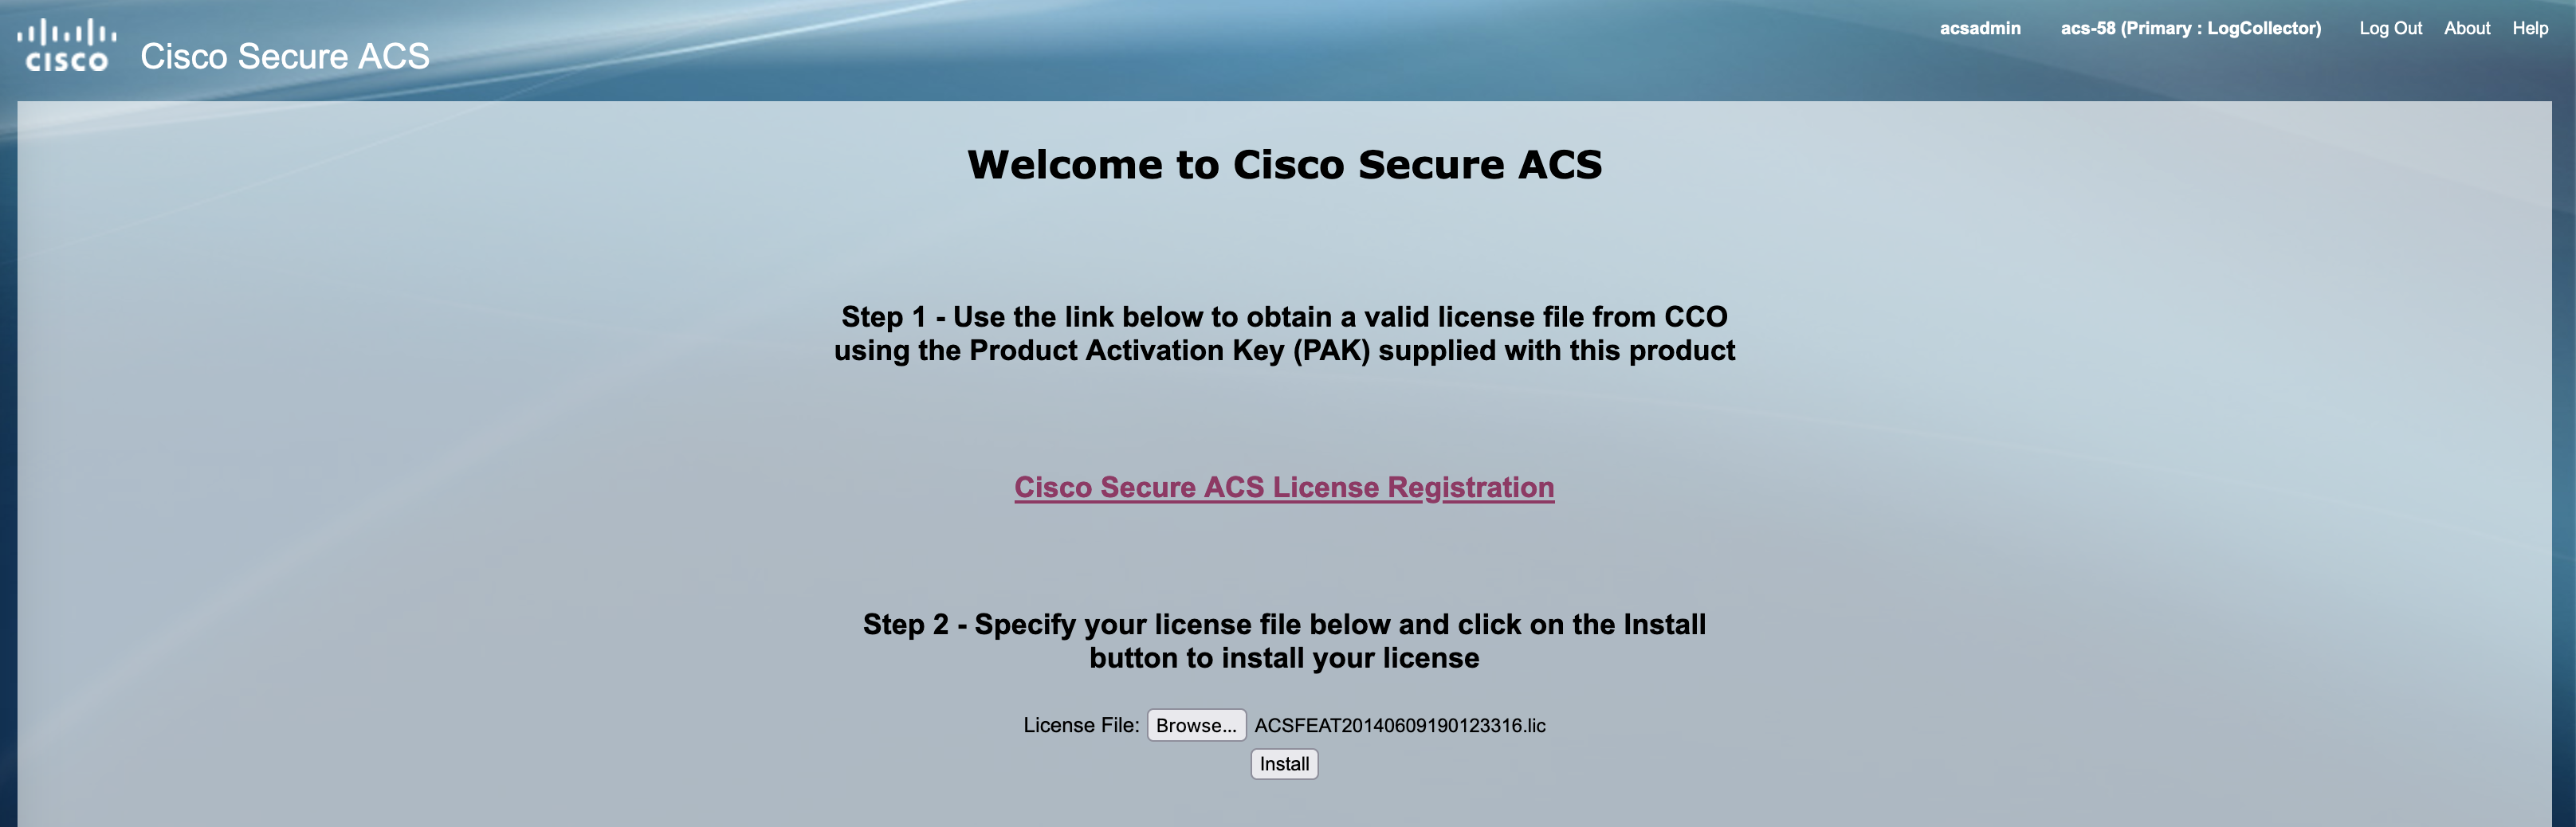 cisco
Cisco Secure ACS
acsadmin acs-58 (Primary : LogCollector) Log Out About Help
Welcome to Cisco Secure ACS
Step 1 - Use the link below to obtain a valid license file from CCO
using the Product Activation Key (PAK) supplied with this product
Cisco Secure ACS License Registration
Step 2 - Specify your license file below and click on the Install
button to install your license
License File: Browse... ACSFEAT20140609190123316.lic
Install